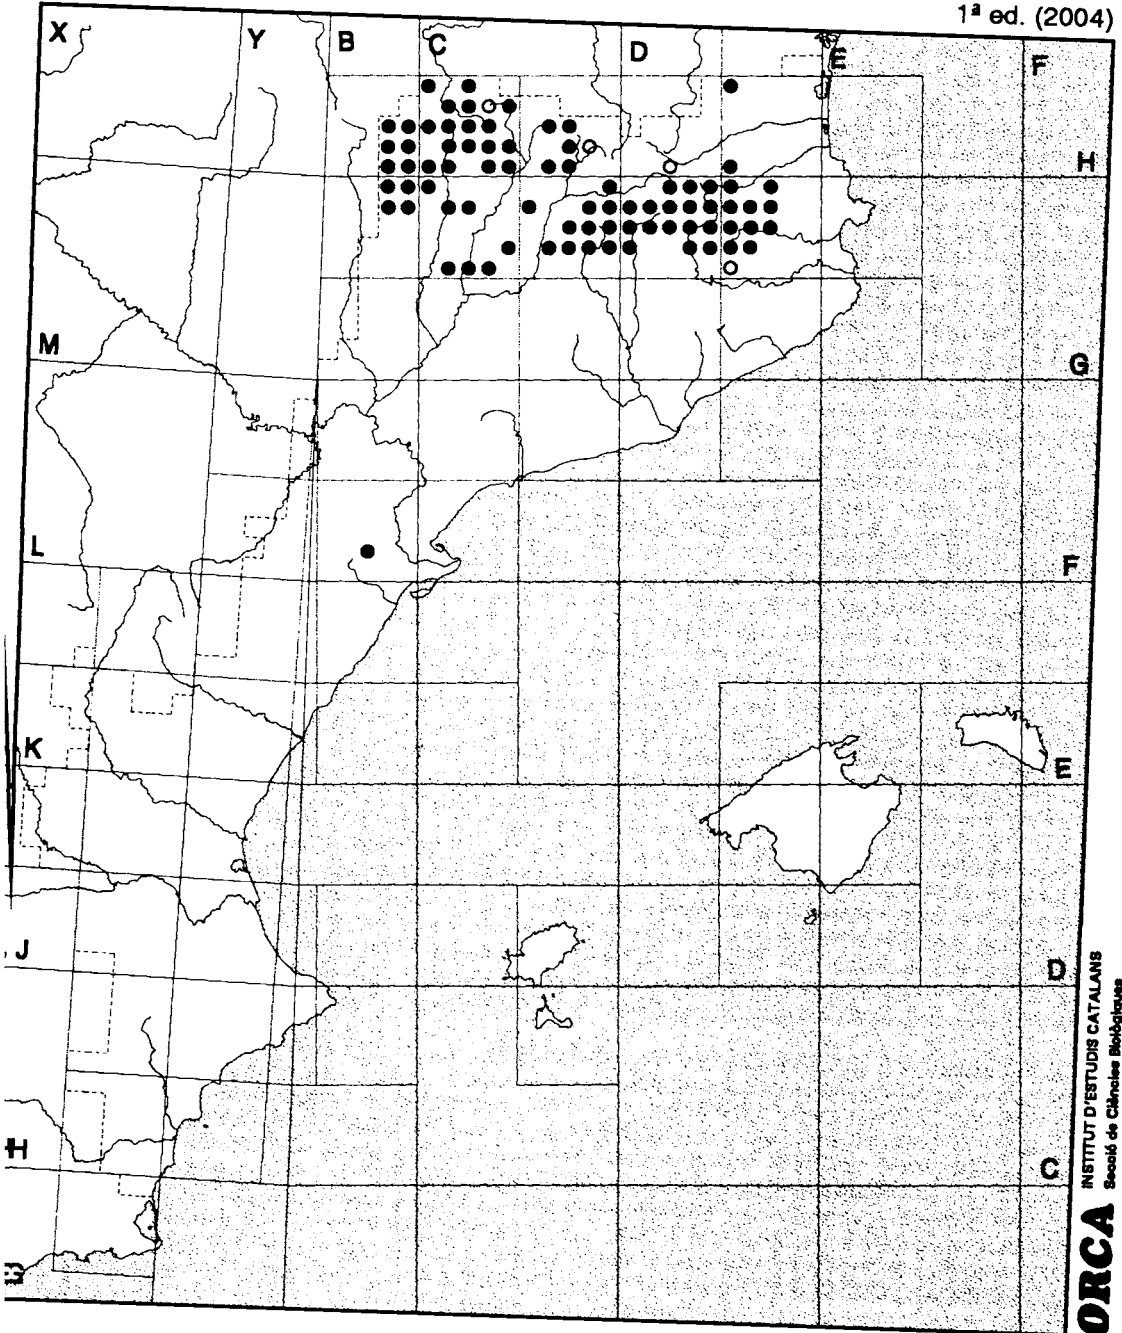 1ª ed. (2004)
X Y B C D E F
H
M G
L F
K E
J D
H C
ORCA INSTITUT D'ESTUDIS CATALANS
Secció de Ciències Biològiques